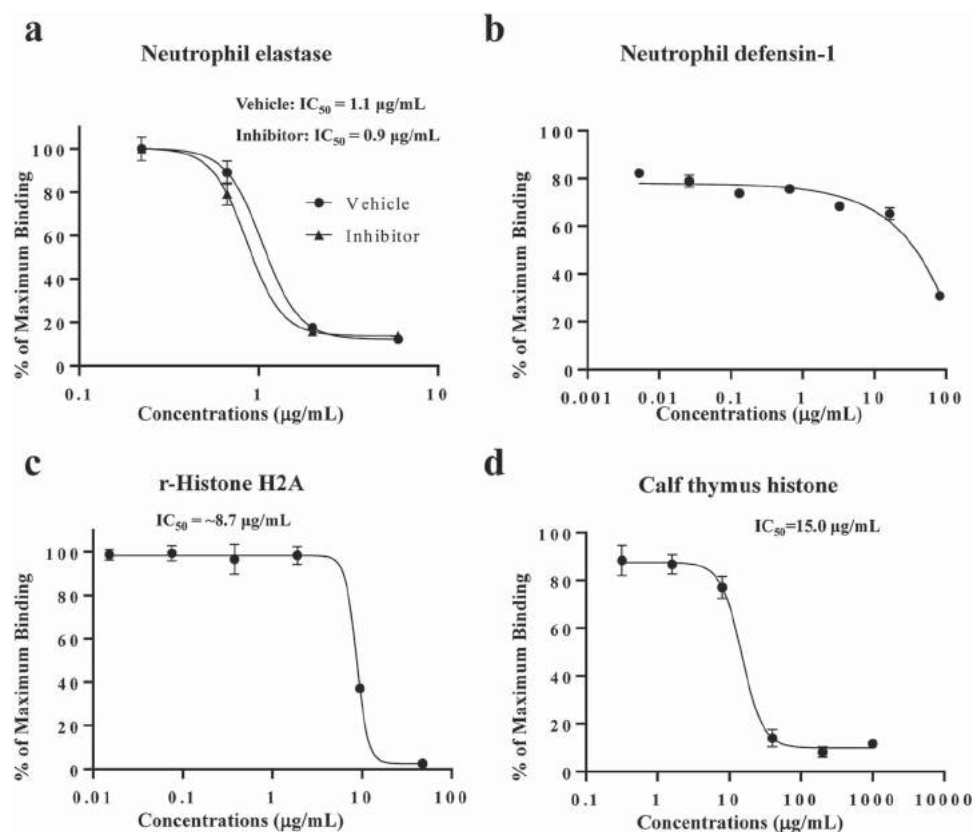 a
Neutrophil elastase
Vehicle: IC50 = 1.1 μg/mL
Inhibitor: IC50 = 0.9 μg/mL
% of Maximum Binding
100
80
60
40
20
0
Vehicle
Inhibitor
0.1 1 10
Concentrations (μg/mL)
b
Neutrophil defensin-1
% of Maximum Binding
100
80
60
40
20
0
0.001 0.01 0.1 1 10 100
Concentrations (μg/mL)
c
r-Histone H2A
IC50 = ~8.7 μg/mL
% of Maximum Binding
100
80
60
40
20
0
0.01 0.1 1 10 100
Concentrations (μg/mL)
d
Calf thymus histone
IC50=15.0 μg/mL
% of Maximum Binding
100
80
60
40
20
0
0.1 1 10 100 1000 10000
Concentrations (μg/mL)